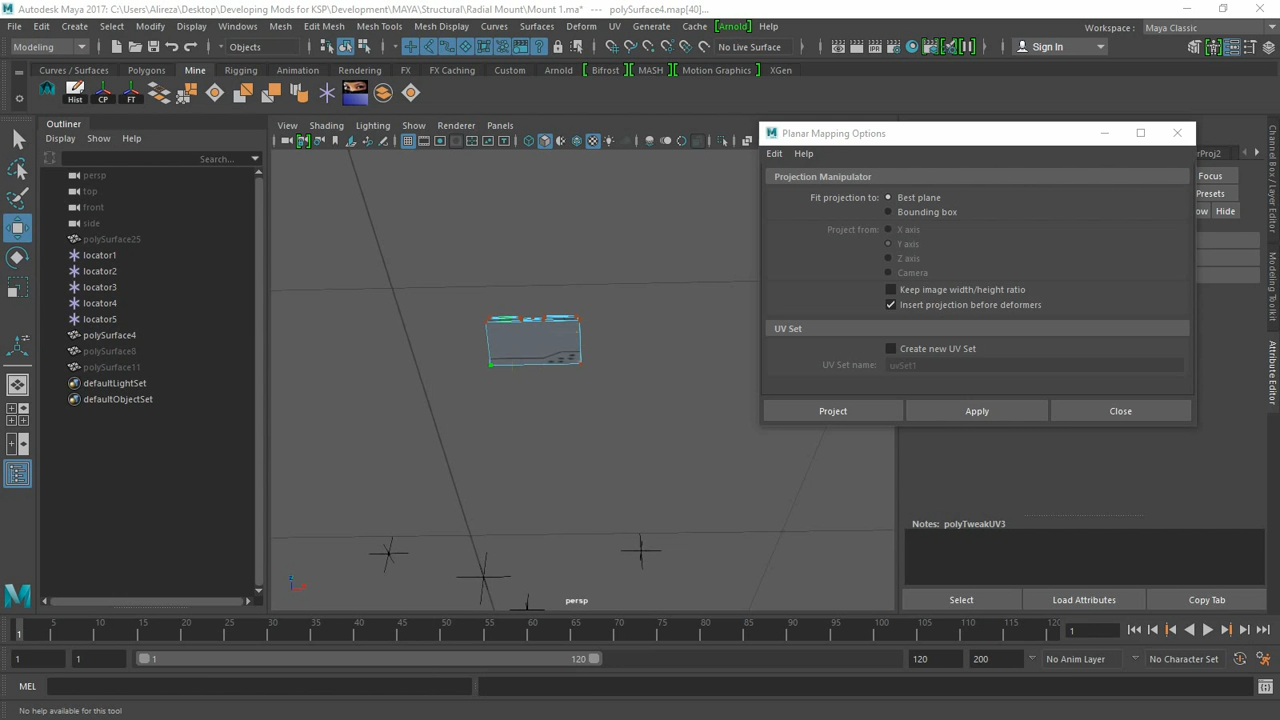 Autodesk Maya 2017: C:\Users\Alireza\Desktop\Developing Mods for KSP\Development\MAYA\Structural\Radial Mount\Mount 1.ma* --- polySurface4.map[40]...
File Edit Create Select Modify Display Windows Mesh Edit Mesh Mesh Tools Mesh Display Curves Surfaces Deform UV Generate Cache [Arnold] Help
Workspace : Maya Classic
Modeling Objects No Live Surface Sign In
Curves / Surfaces Polygons Mine Rigging Animation Rendering FX FX Caching Custom Arnold Bifrost MASH Motion Graphics XGen
Hist CP FT
Outliner
Display Show Help
Search...
persp
top
front
side
polySurface25
locator1
locator2
locator3
locator4
locator5
polySurface4
polySurface8
polySurface11
defaultLightSet
defaultObjectSet
View Shading Lighting Show Renderer Panels
persp
Planar Mapping Options
Edit Help
Projection Manipulator
Fit projection to: Best plane
Bounding box
Project from: X axis
Y axis
Z axis
Camera
Keep image width/height ratio
Insert projection before deformers
UV Set
Create new UV Set
UV Set name: uvSet1
Project Apply Close
rProj2
Focus
Presets
ow Hide
Notes: polyTweakUV3
Select Load Attributes Copy Tab
Channel Box / Layer Editor
Modeling Toolkit
Attribute Editor
1 5 10 15 20 25 30 35 40 45 50 55 60 65 70 75 80 85 90 95 100 105 110 115 120 1
1 1 1 120 120 200 No Anim Layer No Character Set
MEL
No help available for this tool